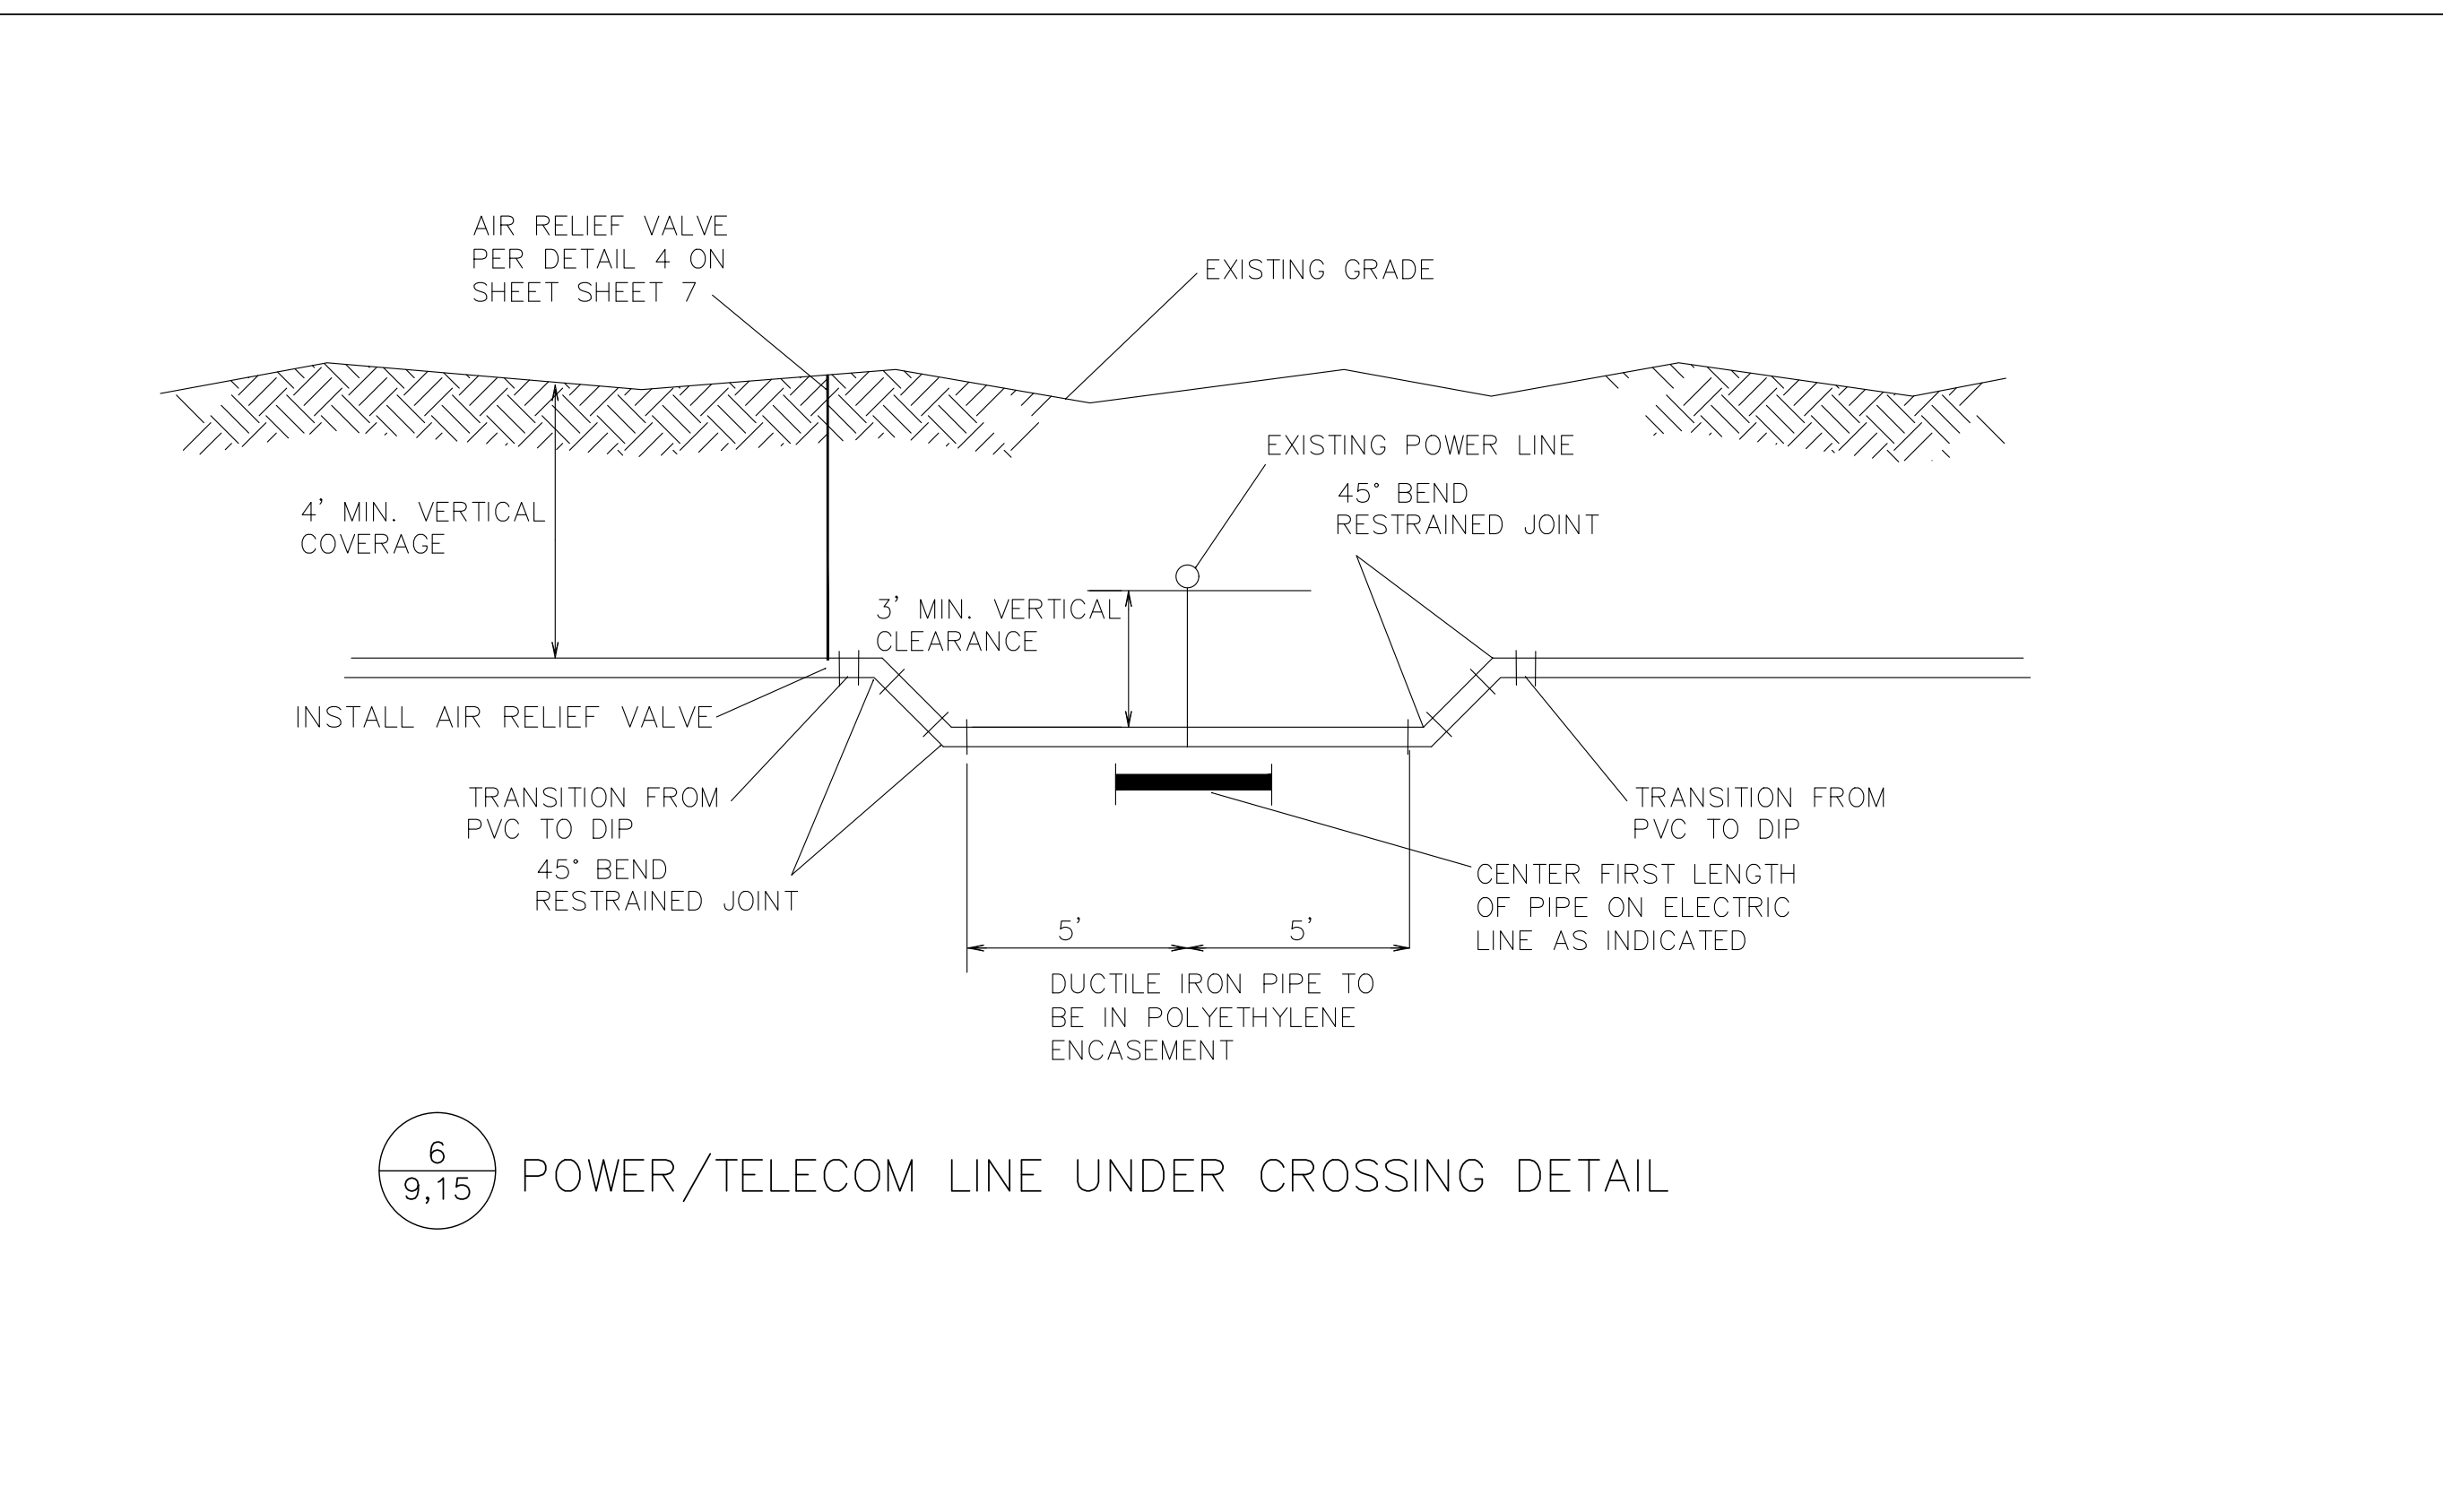 AIR RELIEF VALVE
PER DETAIL 4 ON
SHEET SHEET 7
EXISTING GRADE
EXISTING POWER LINE
45° BEND
RESTRAINED JOINT
4' MIN. VERTICAL
COVERAGE
3' MIN. VERTICAL
CLEARANCE
INSTALL AIR RELIEF VALVE
TRANSITION FROM
PVC TO DIP
45° BEND
RESTRAINED JOINT
TRANSITION FROM
PVC TO DIP
CENTER FIRST LENGTH
OF PIPE ON ELECTRIC
LINE AS INDICATED
5'
5'
DUCTILE IRON PIPE TO
BE IN POLYETHYLENE
ENCASEMENT
6
9,15
POWER/TELECOM LINE UNDER CROSSING DETAIL